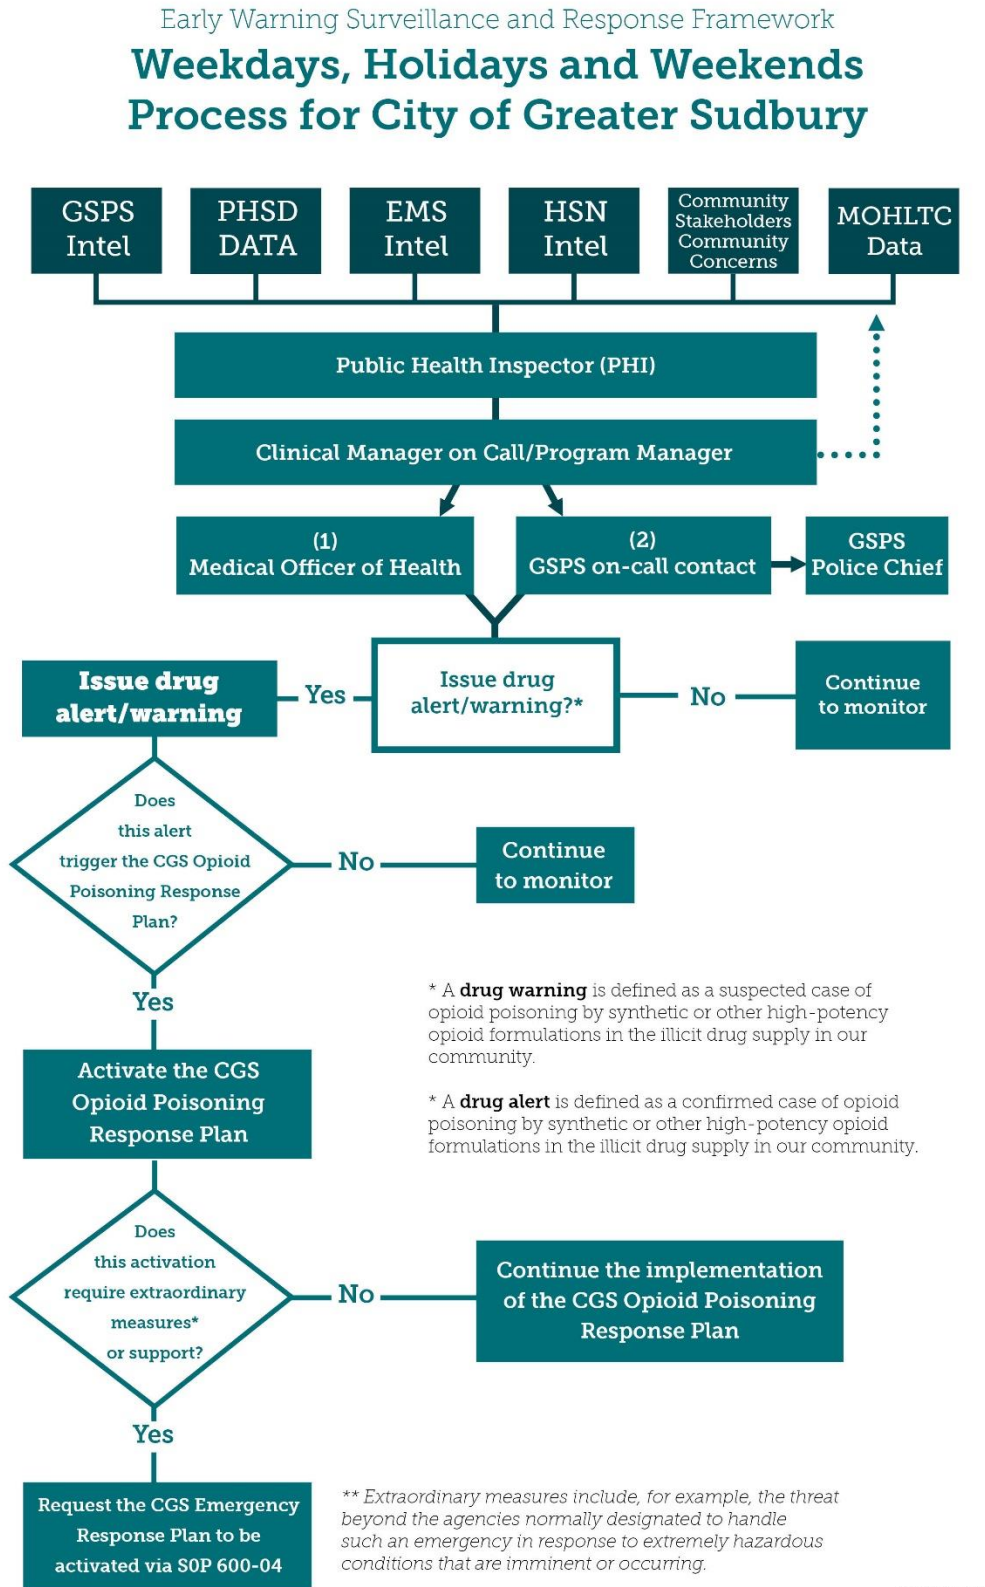 Early Warning Surveillance and Response Framework
Weekdays, Holidays and Weekends
Process for City of Greater Sudbury
GSPS
Intel
PHSD
DATA
EMS
Intel
HSN
Intel
Community
Stakeholders
Community
Concerns
MOHLTC
Data
Public Health Inspector (PHI)
Clinical Manager on Call/Program Manager
(1)
Medical Officer of Health
(2)
GSPS on-call contact
GSPS
Police Chief
Issue drug
alert/warning
Yes
Issue drug
alert/warning?*
No
Continue
to monitor
Does
this alert
trigger the CGS Opioid
Poisoning Response
Plan?
No
Continue
to monitor
Yes
* A drug warning is defined as a suspected case of
opioid poisoning by synthetic or other high-potency
opioid formulations in the illicit drug supply in our
community.
* A drug alert is defined as a confirmed case of opioid
poisoning by synthetic or other high-potency opioid
formulations in the illicit drug supply in our community.
Activate the CGS
Opioid Poisoning
Response Plan
Does
this activation
require extraordinary
measures*
or support?
No
Continue the implementation
of the CGS Opioid Poisoning
Response Plan
Yes
Request the CGS Emergency
Response Plan to be
activated via S0P 600-04
** Extraordinary measures include, for example, the threat
beyond the agencies normally designated to handle
such an emergency in response to extremely hazardous
conditions that are imminent or occurring.